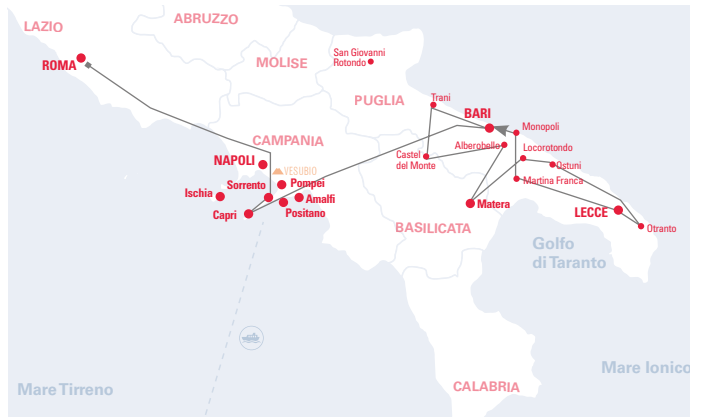 LAZIO
ABRUZZO
ROMA
MOLISE
San Giovanni
Rotondo
PUGLIA
Trani
BARI
Monopoli
CAMPANIA
Alberobello
Locorotondo
NAPOLI
VESUBIO
Castel
del Monte
Ostuni
Sorrento
Pompei
Martina Franca
Ischia
Amalfi
Matera
Capri
Positano
LECCE
BASILICATA
Otranto
Golfo
di Taranto
Mare Ionico
Mare Tirreno
CALABRIA